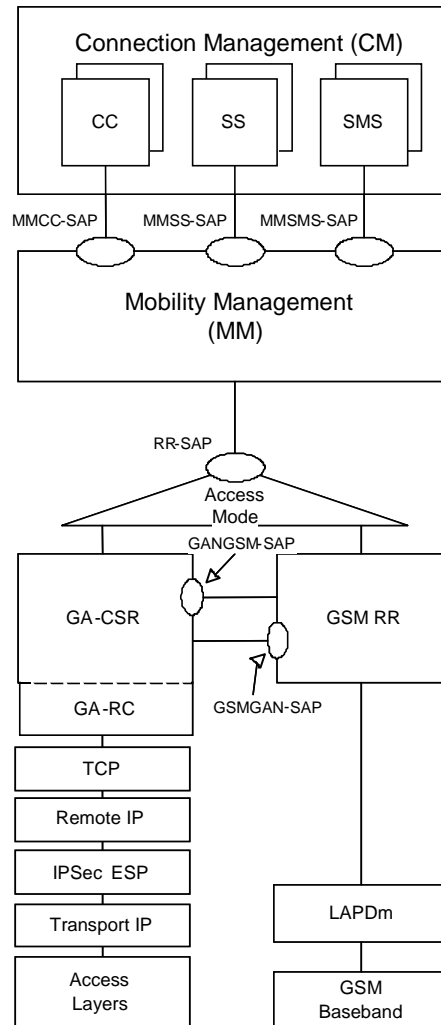 Connection Management (CM)
CC
SS
SMS
MMCC-SAP
MMSS-SAP
MMSMS-SAP
Mobility Management
(MM)
RR-SAP
Access
Mode
GANGSM-SAP
GA-CSR
GSM RR
GSMGAN-SAP
GA-RC
TCP
Remote IP
IPSec ESP
Transport IP
LAPDm
Access
Layers
GSM
Baseband